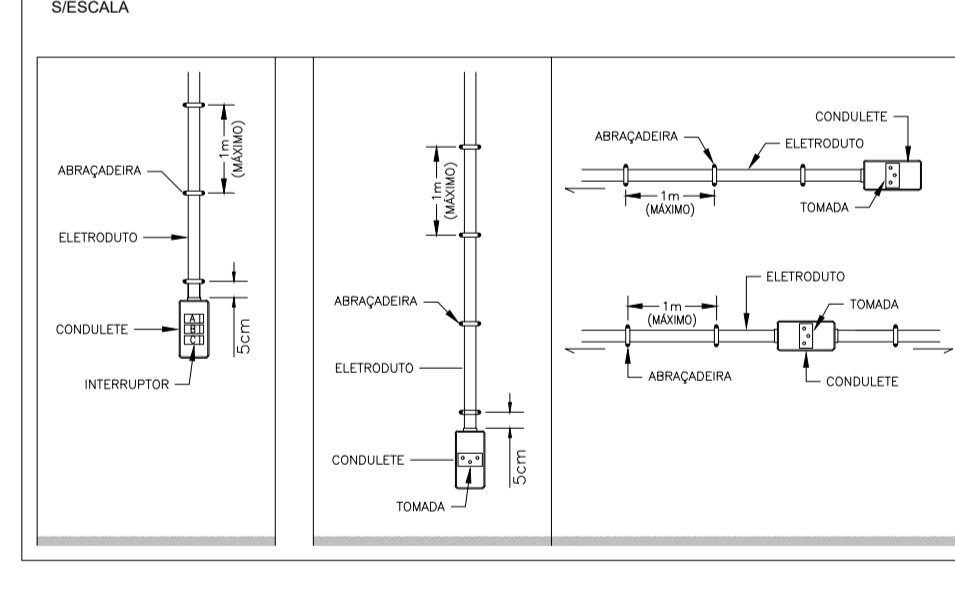 S/ESCALA
1m
(MÁXIMO)
ABRAÇADEIRA
ELETRODUTO
CONDULETE
A
B
C
5cm
INTERRUPTOR
1m
(MÁXIMO)
ABRAÇADEIRA
ELETRODUTO
CONDULETE
5cm
TOMADA
CONDULETE
ABRAÇADEIRA
ELETRODUTO
1m
(MÁXIMO)
TOMADA
ELETRODUTO
1m
(MÁXIMO)
TOMADA
ABRAÇADEIRA
CONDULETE